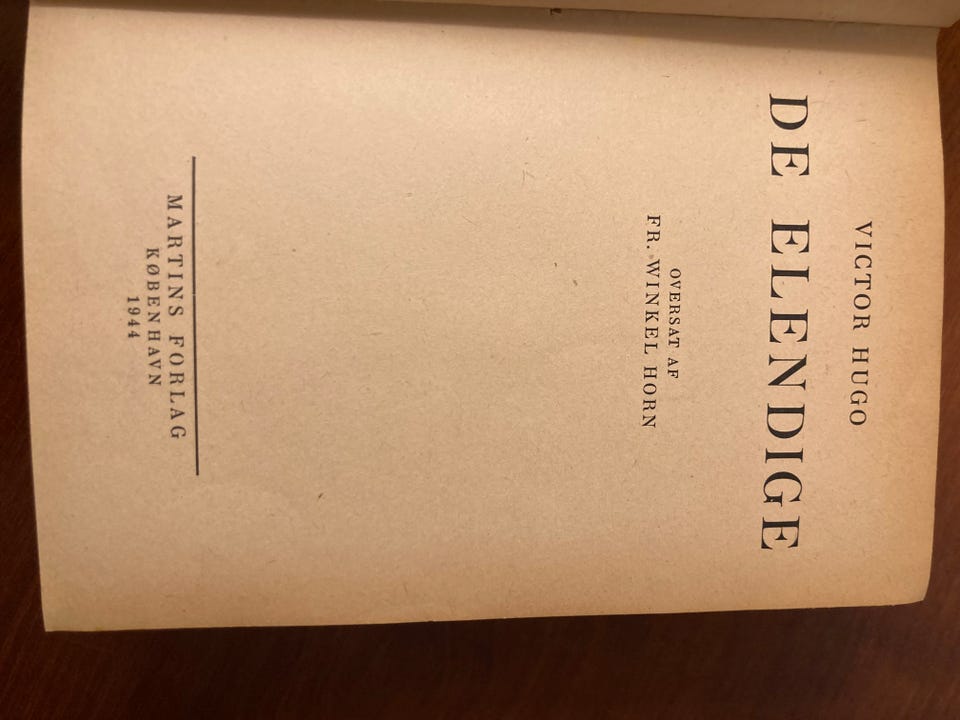 VICTOR HUGO
DE ELENDIGE
OVERSAT AF
FR. WINKEL HORN
MARTINS FORLAG
KØBENHAVN
1944